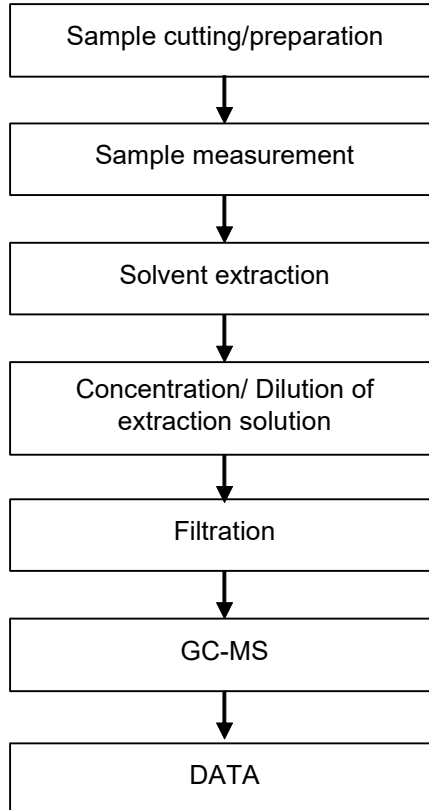 Sample cutting/preparation
Sample measurement
Solvent extraction
Concentration/ Dilution of
extraction solution
Filtration
GC-MS
DATA